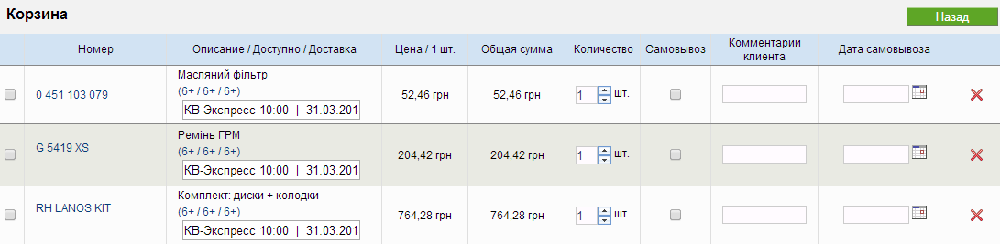 Корзина
Назад
Номер Описание / Доступно / Доставка Цена / 1 шт. Общая сумма Количество Самовывоз Комментарии клиента Дата самовывоза
Масляний фільтр
0 451 103 079 (6+ / 6+ / 6+) 52,46 грн 52,46 грн 1 шт.
КВ-Экспресс 10:00 | 31.03.201
Ремінь ГРМ
G 5419 XS (6+ / 6+ / 6+) 204,42 грн 204,42 грн 1 шт.
КВ-Экспресс 10:00 | 31.03.201
Комплект: диски + колодки
RH LANOS KIT (6+ / 6+ / 6+) 764,28 грн 764,28 грн 1 шт.
КВ-Экспресс 10:00 | 31.03.201